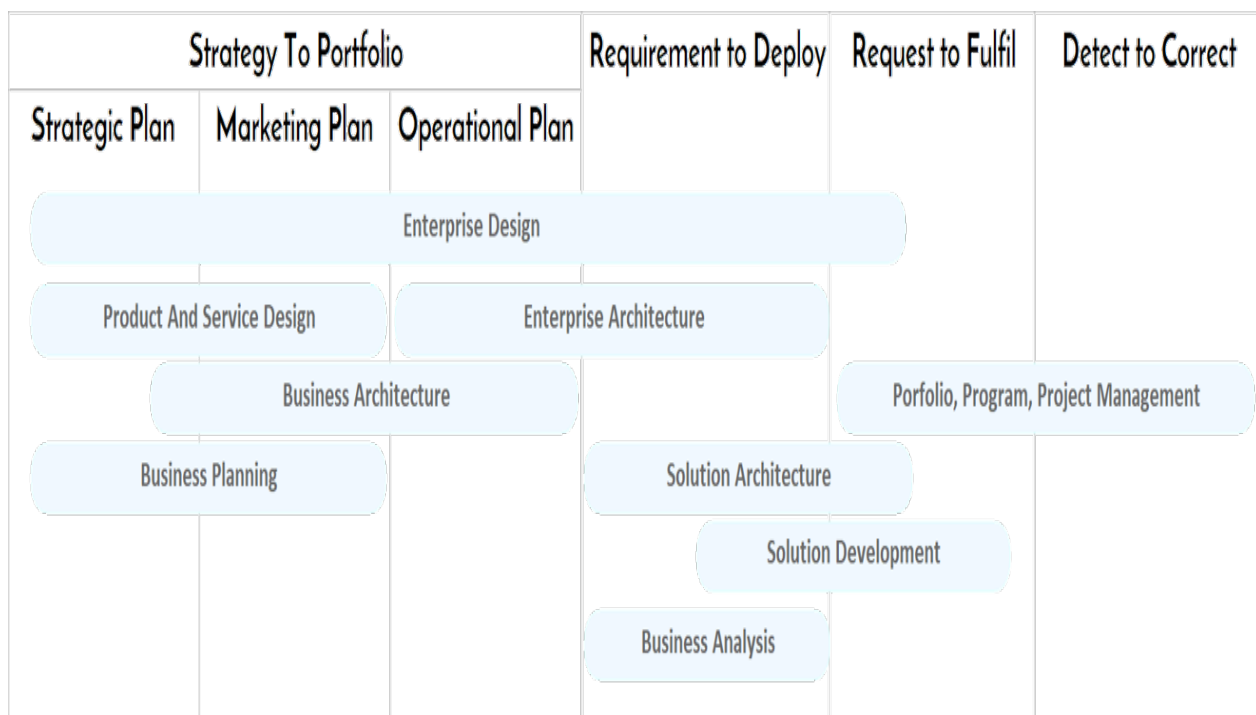 Strategy To Portfolio
Requirement to Deploy
Request to Fulfil
Detect to Correct
Strategic Plan
Marketing Plan
Operational Plan
Enterprise Design
Product And Service Design
Enterprise Architecture
Business Architecture
Porfolio, Program, Project Management
Business Planning
Solution Architecture
Solution Development
Business Analysis